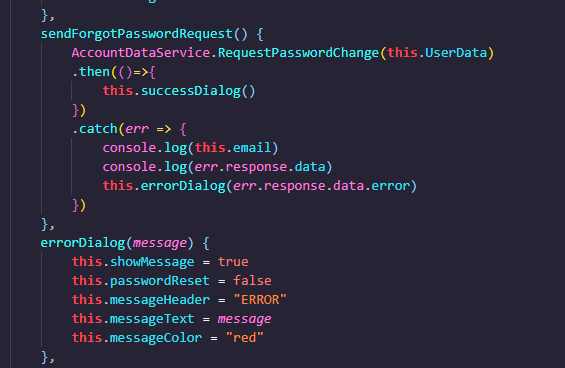 },
sendForgotPasswordRequest() {
AccountDataService.RequestPasswordChange(this.UserData)
.then(()=>{
this.successDialog()
})
.catch(err => {
console.log(this.email)
console.log(err.response.data)
this.errorDialog(err.response.data.error)
})
},
errorDialog(message) {
this.showMessage = true
this.passwordReset = false
this.messageHeader = "ERROR"
this.messageText = message
this.messageColor = "red"
},